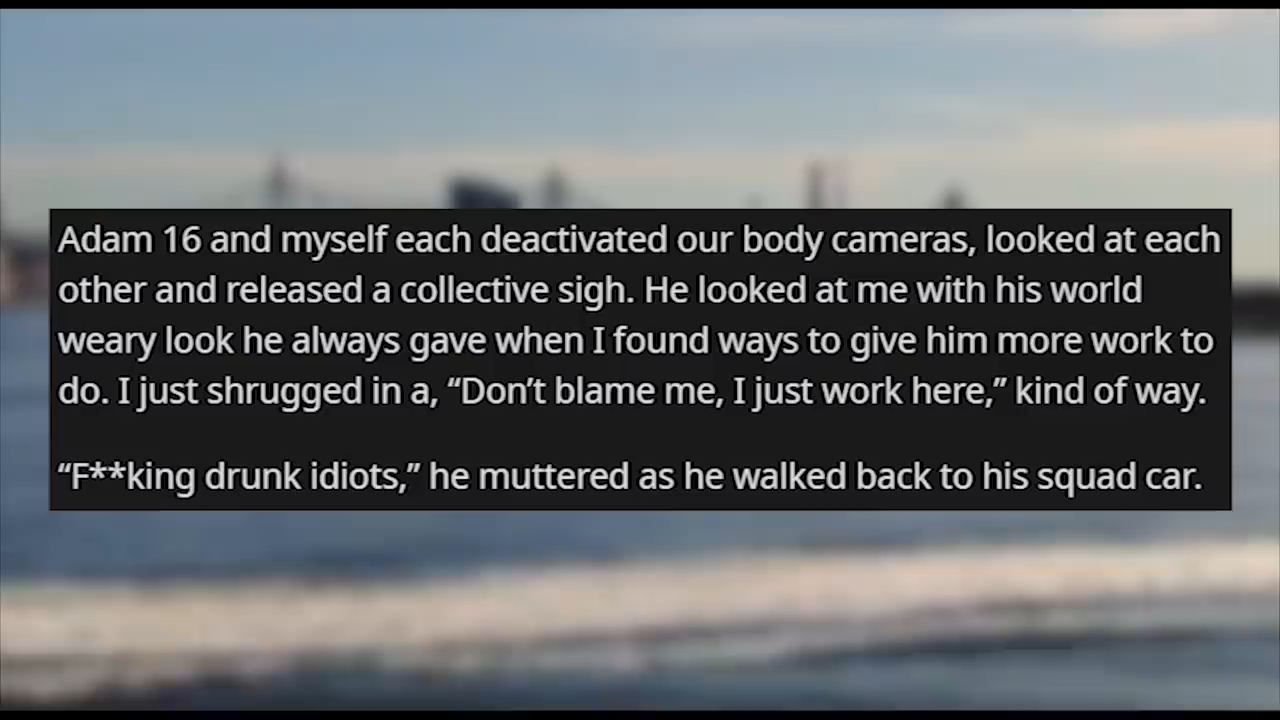 Adam 16 and myself each deactivated our body cameras, looked at each
other and released a collective sigh. He looked at me with his world
weary look he always gave when I found ways to give him more work to
do. I just shrugged in a, “Don’t blame me, I just work here,” kind of way.
“F**king drunk idiots,” he muttered as he walked back to his squad car.